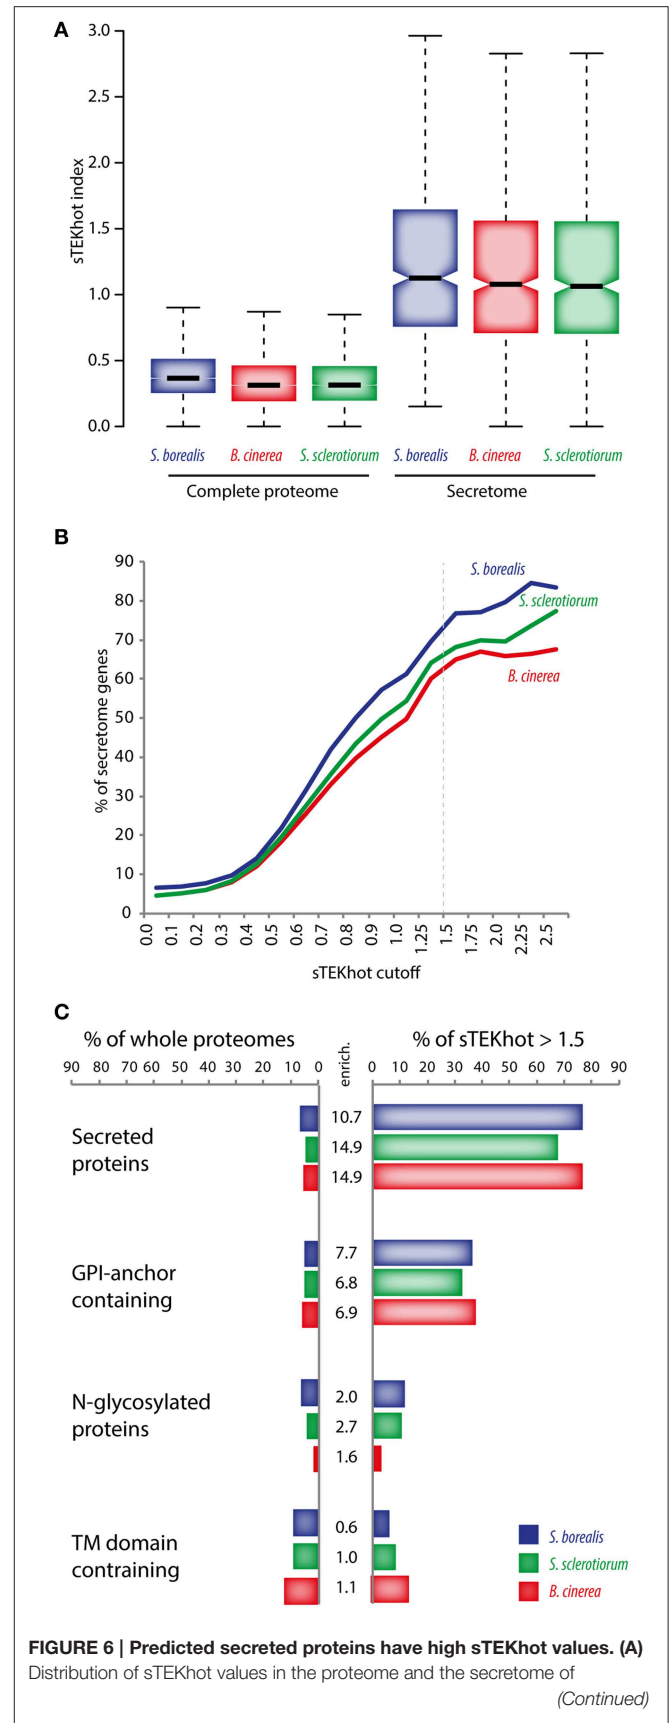 A
3.0
2.5
2.0
1.5
1.0
0.5
0.0
sTEKhot index
S. borealis B. cinerea S. sclerotiorum S. borealis B. cinerea S. sclerotiorum
Complete proteome Secretome
B
90
80
70
60
50
40
30
20
10
0
% of secretome genes
S. borealis
S. sclerotiorum
B. cinerea
0.0 0.1 0.2 0.3 0.4 0.5 0.6 0.7 0.8 0.9 1.0 1.25 1.5 1.75 2.0 2.25 2.5
sTEKhot cutoff
C
% of whole proteomes enrich. % of sTEKhot > 1.5
90 80 70 60 50 40 30 20 10 0 0 10 20 30 40 50 60 70 80 90
Secreted
proteins
10.7
14.9
14.9
GPI-anchor
containing
7.7
6.8
6.9
N-glycosylated
proteins
2.0
2.7
1.6
TM domain
contraining
0.6
1.0
1.1
S. borealis
S. sclerotiorum
B. cinerea
FIGURE 6 | Predicted secreted proteins have high sTEKhot values. (A)
Distribution of sTEKhot values in the proteome and the secretome of
(Continued)